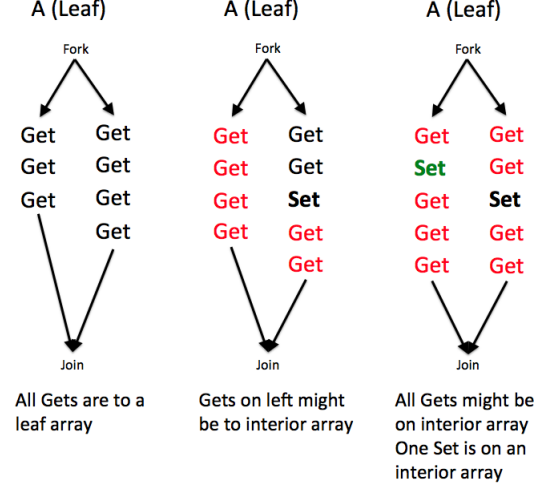 A (Leaf)
Fork
Get
Get
Get
Get
Get
Get
Get
Join
All Gets are to a
leaf array
A (Leaf)
Fork
Get
Get
Get
Get
Get
Get
Set
Get
Get
Join
Gets on left might
be to interior array
A (Leaf)
Fork
Get
Set
Get
Get
Get
Get
Get
Set
Get
Get
Join
All Gets might be
on interior array
One Set is on an
interior array